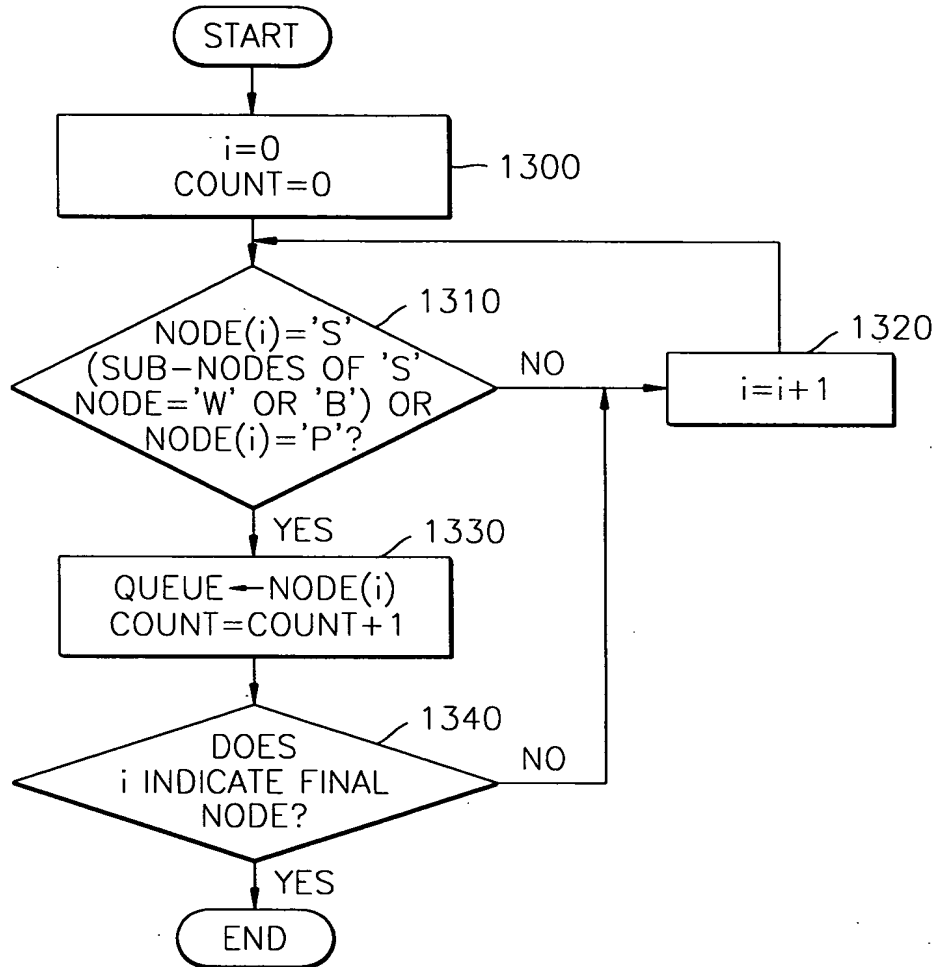 START
i=0
COUNT=0
1300
1310
NODE(i)='S'
(SUB-NODES OF 'S'
NODE='W' OR 'B') OR
NODE(i)='P'?
NO
1320
i=i+1
YES
1330
QUEUE←NODE(i)
COUNT=COUNT+1
1340
DOES
i INDICATE FINAL
NODE?
NO
YES
END